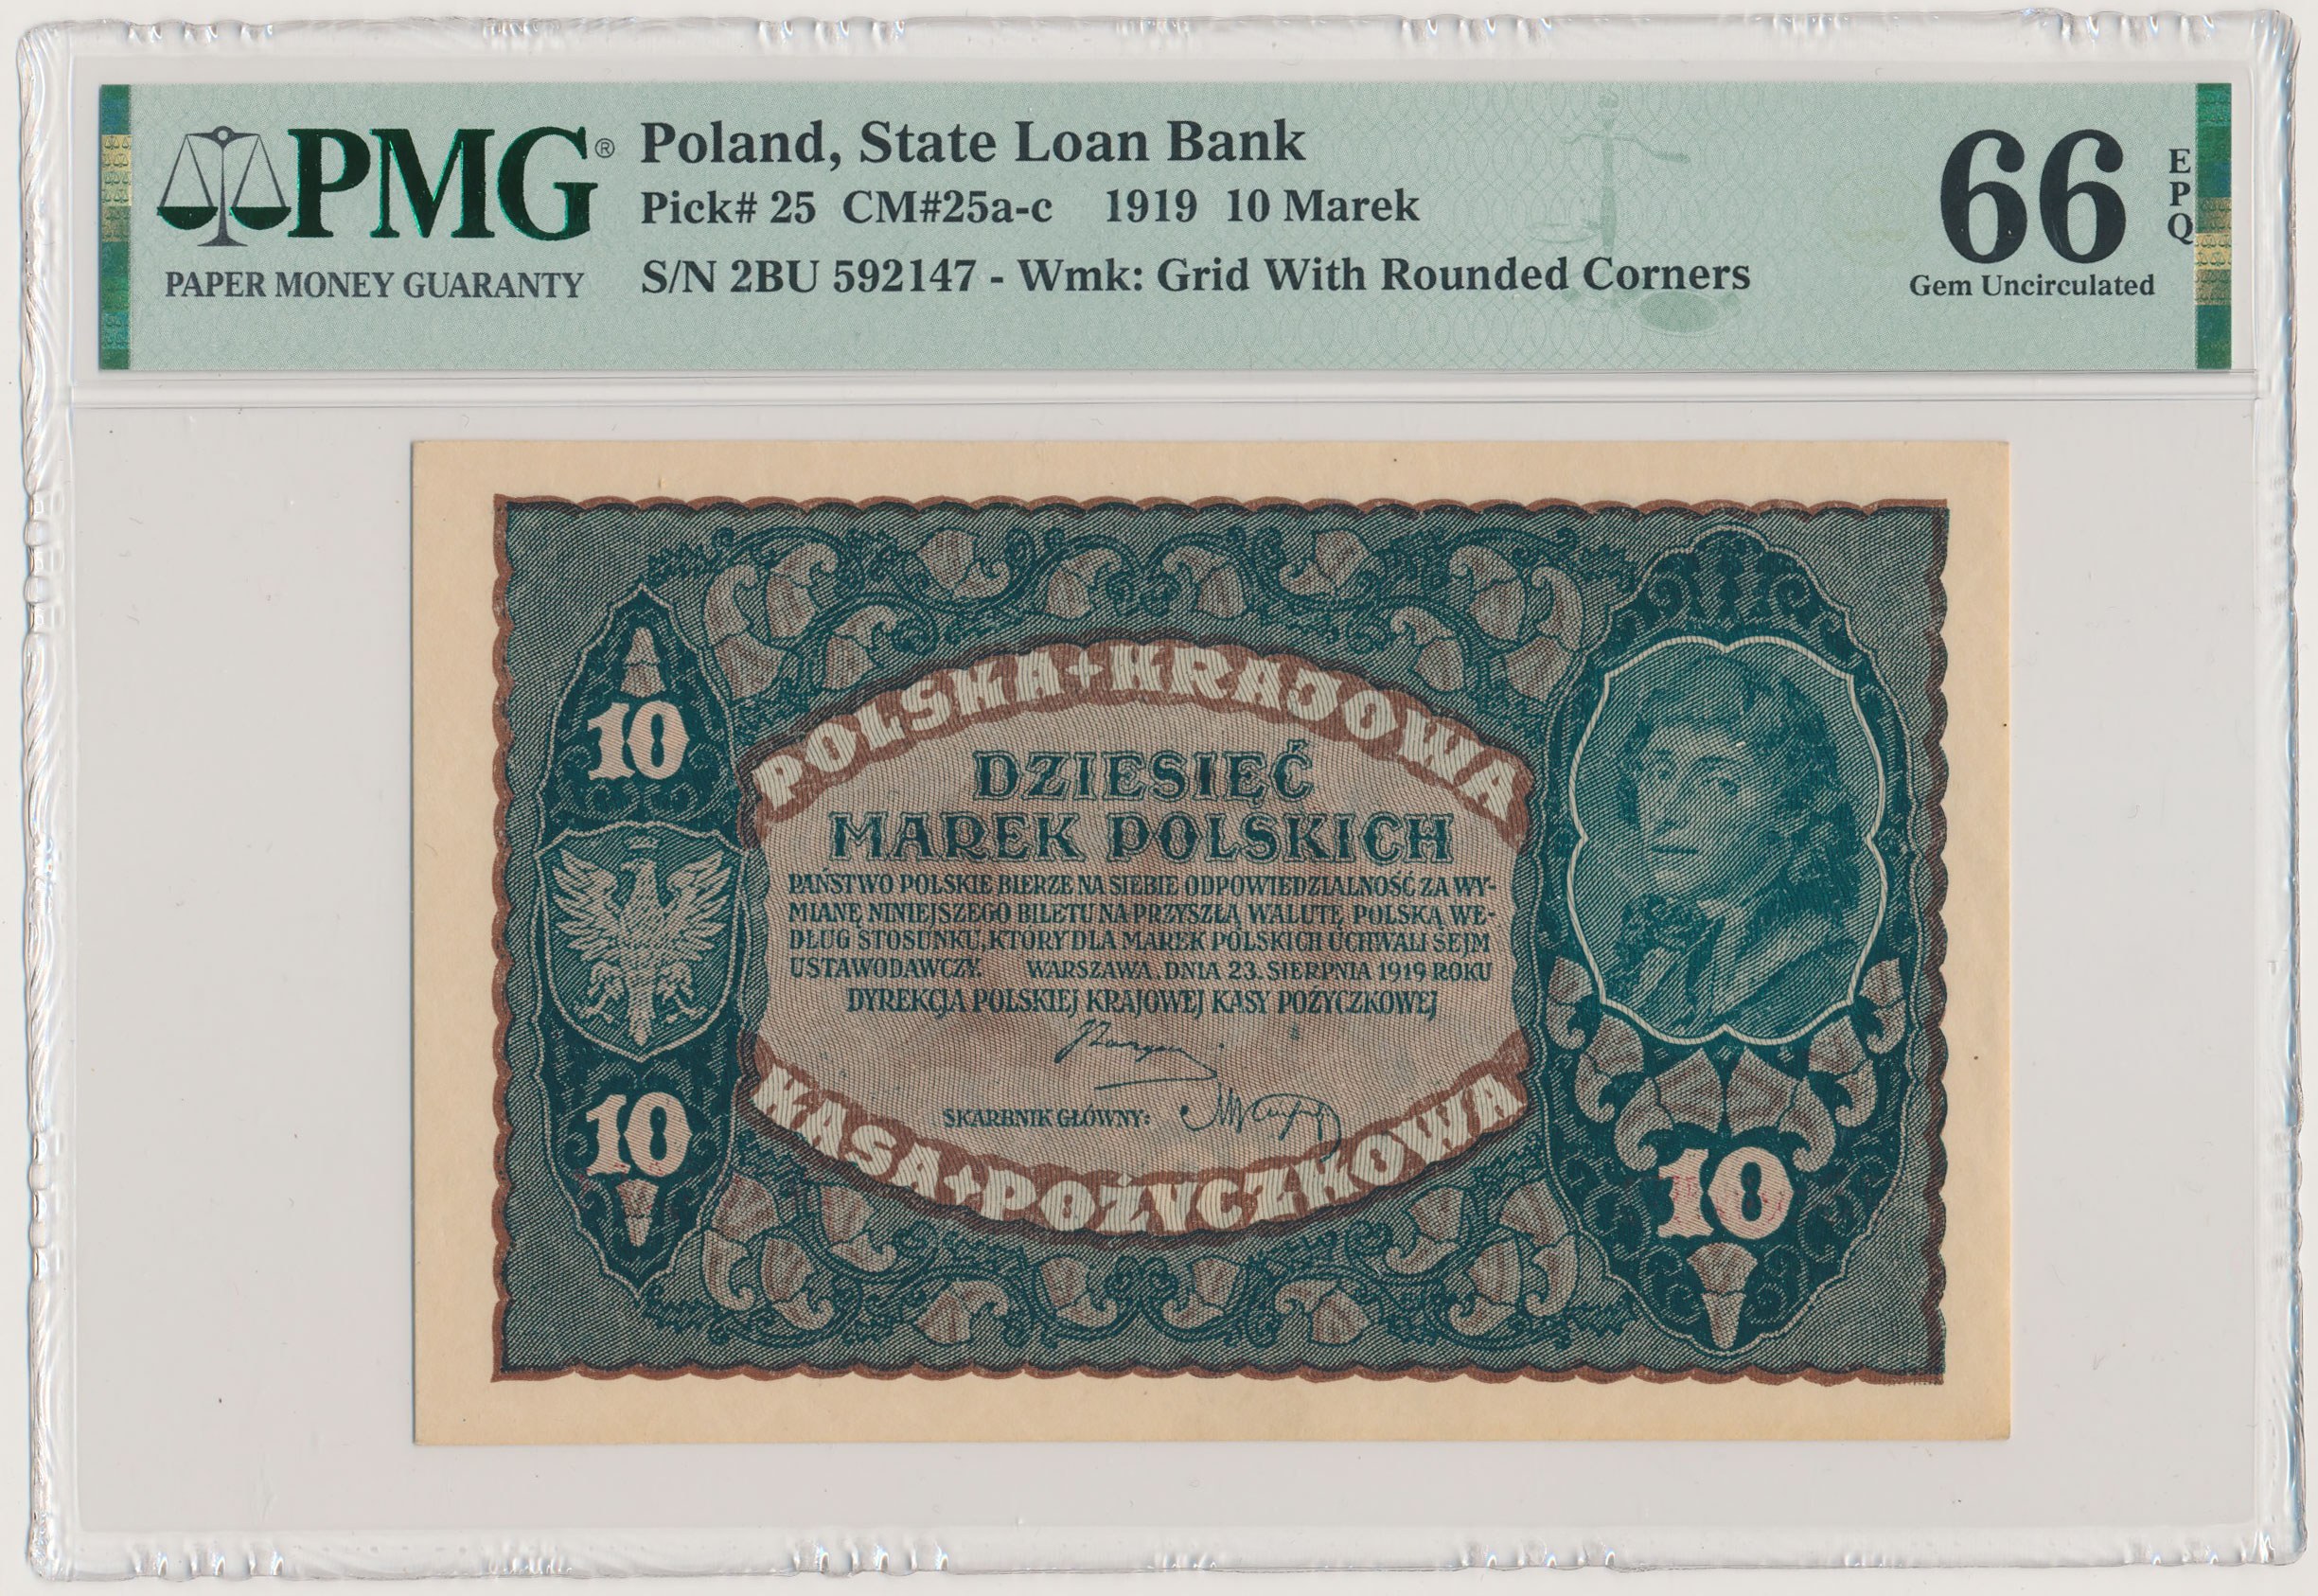 PMG®
PAPER MONEY GUARANTY
Poland, State Loan Bank
Pick# 25 CM#25a-c 1919 10 Marek
S/N 2BU 592147 - Wmk: Grid With Rounded Corners
66
EPQ
Gem Uncirculated
10
10
POLSKA+KRAJOWA
DZIESIĘĆ
MAREK POLSKICH
PAŃSTWO POLSKIE BIERZE NA SIEBIE ODPOWIEDZIALNOŚĆ ZA WY-
MIANĘ NINIEJSZEGO BILETU NA PRZYSZŁĄ WALUTĘ POLSKĄ WE-
DŁUG STOSUNKU, KTÓRY DLA MAREK POLSKICH UCHWALI SEJM
USTAWODAWCZY. WARSZAWA, DNIA 23. SIERPNIA 1919 ROKU
DYREKCJA POLSKIEJ KRAJOWEJ KASY POŻYCZKOWEJ
SKARBNIK GŁÓWNY:
KASA+POŻYCZKOWA
10